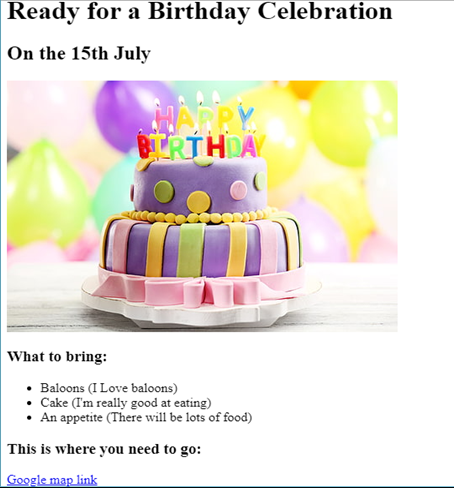 Ready for a Birthday Celebration
On the 15th July
HAPPY
BIRTHDAY
What to bring:
Baloons (I Love baloons)
Cake (I'm really good at eating)
An appetite (There will be lots of food)
This is where you need to go:
Google map link